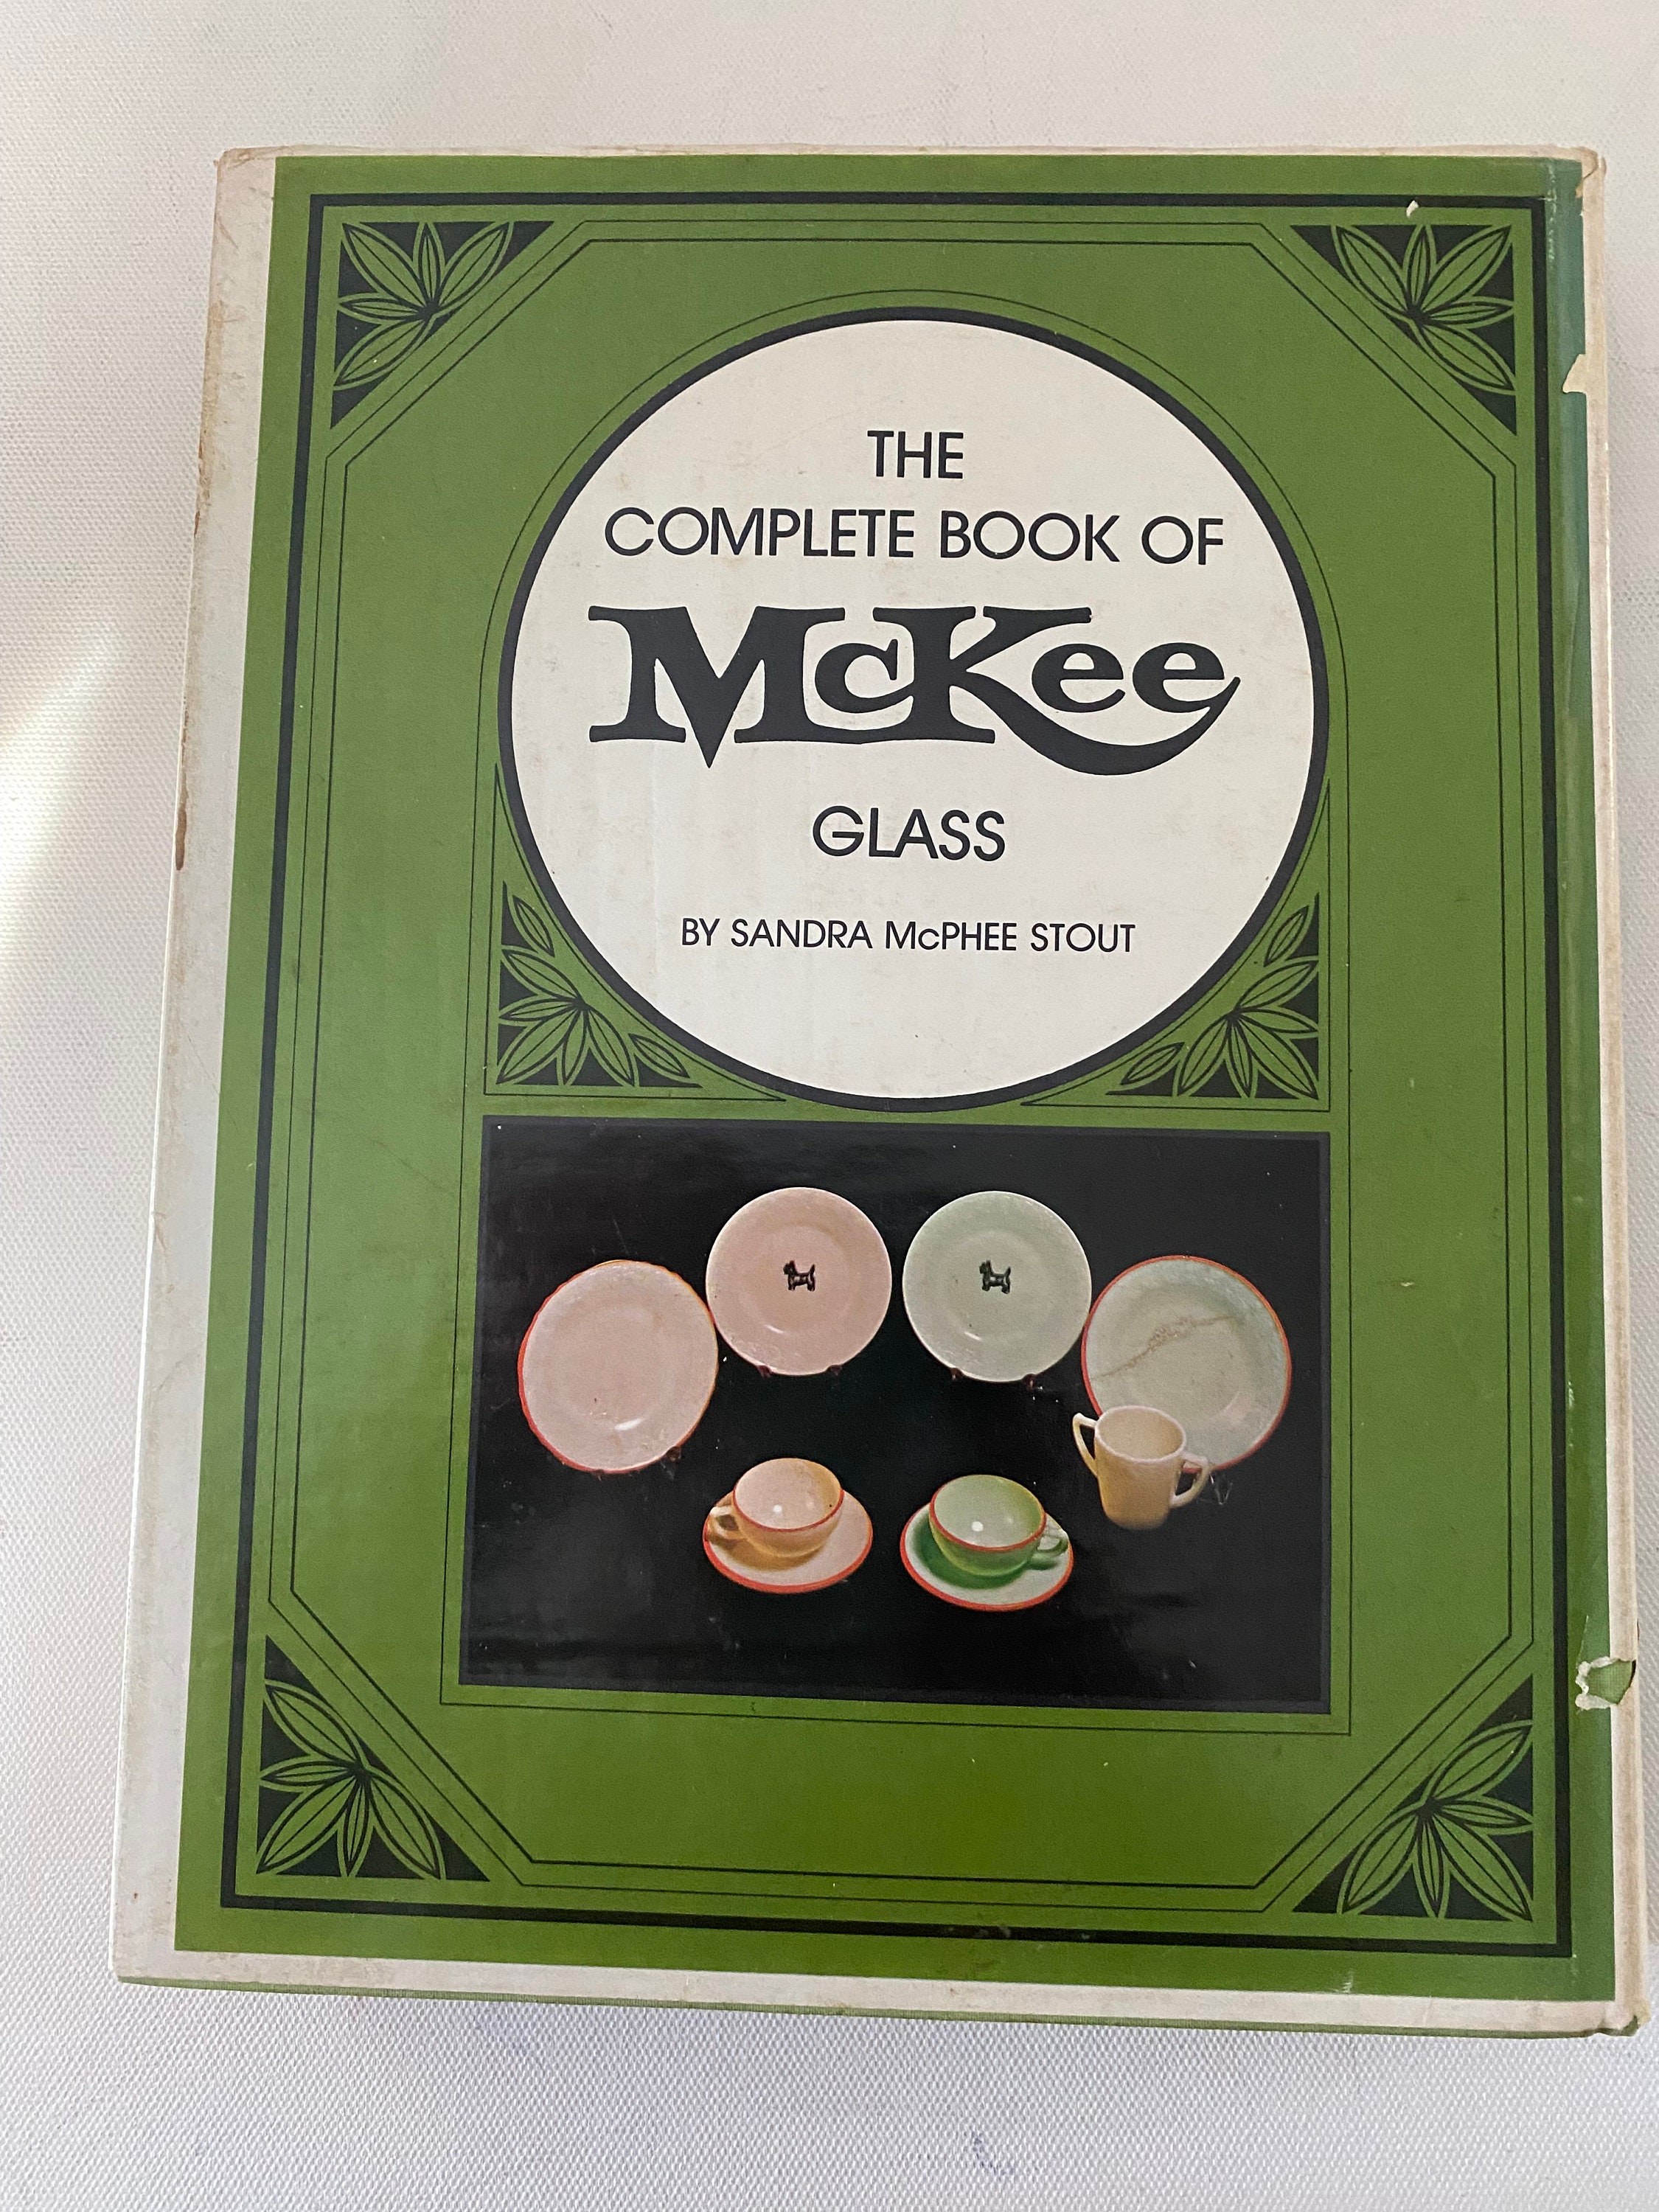 THE
COMPLETE BOOK OF
McKee
GLASS
BY SANDRA McPHEE STOUT